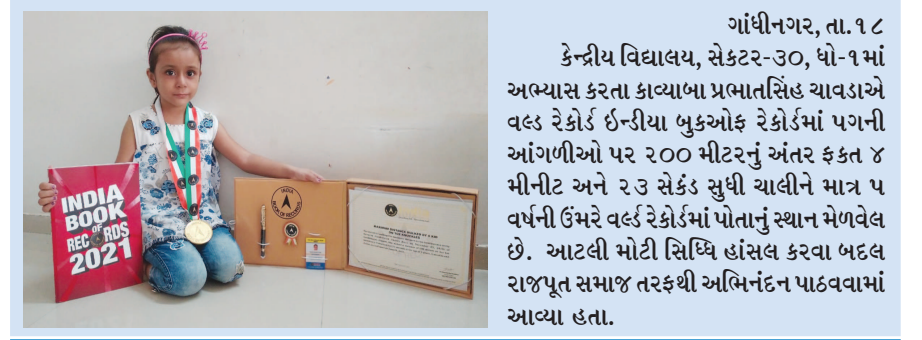 INDIA
BOOK
OF
RECORDS
2021
INDIA
BOOK OF RECORDS
ગાંધીનગર, તા.૧૮
કેન્દ્રીય વિદ્યાલય, સેકટર-૩૦, ધો-૧માં
અભ્યાસ કરતા કાવ્યાબા પ્રભાતસિંહ ચાવડાએ
વલ્ડ રેકોર્ડ ઇન્ડીયા બુકઓફ રેકોર્ડમાં પગની
આંગળીઓ પર ૨૦૦ મીટરનું અંતર ફકત ૪
મીનીટ અને ૨૩ સેકંડ સુધી ચાલીને માત્ર ૫
વર્ષની ઉંમરે વર્લ્ડ રેકોર્ડમાં પોતાનું સ્થાન મેળવેલ
છે. આટલી મોટી સિધ્ધિ હાંસલ કરવા બદલ
રાજપૂત સમાજ તરફથી અભિનંદન પાઠવવામાં
આવ્યા હતા.